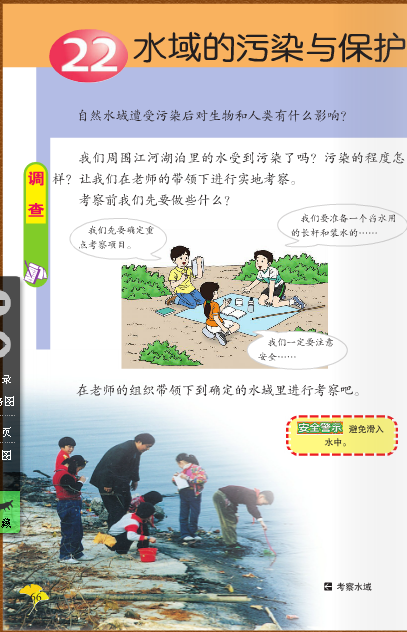 22 水域的污染与保护
自然水域遭受污染后对生物和人类有什么影响?
调查
我们周围江河湖泊里的水受到污染了吗? 污染的程度怎
样? 让我们在老师的带领下进行实地考察。
考察前我们先要做些什么?
我们先要确定重
点考察项目。
我们要准备一个舀水用
的长杆和装水的……
我们一定要注意
安全……
在老师的组织带领下到确定的水域里进行考察吧。
安全警示 避免滑入
水中。
考察水域
66
录
图
页
图